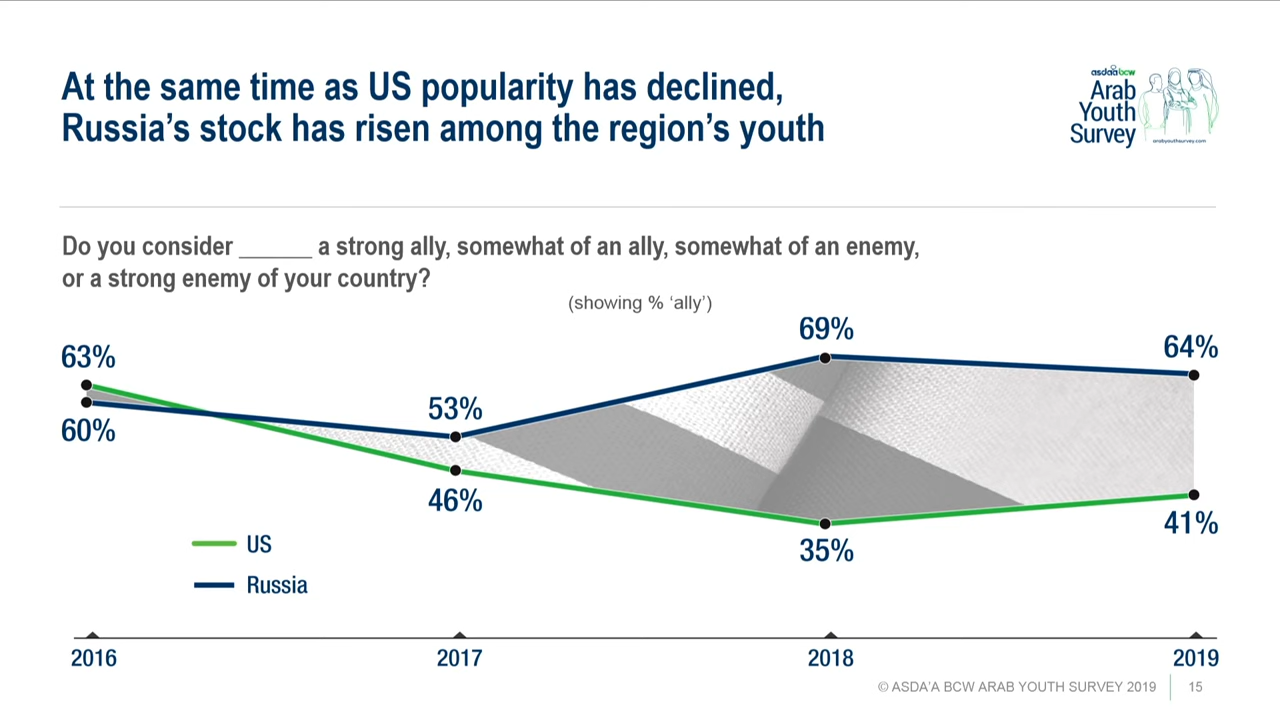 At the same time as US popularity has declined,
Russia’s stock has risen among the region’s youth
asdaa bcw
Arab
Youth
Survey
arabyouthsurvey.com
Do you consider ______ a strong ally, somewhat of an ally, somewhat of an enemy,
or a strong enemy of your country?
(showing % ‘ally’)
63%
60%
53%
46%
69%
35%
64%
41%
US
Russia
2016
2017
2018
2019
© ASDA’A BCW ARAB YOUTH SURVEY 2019
15